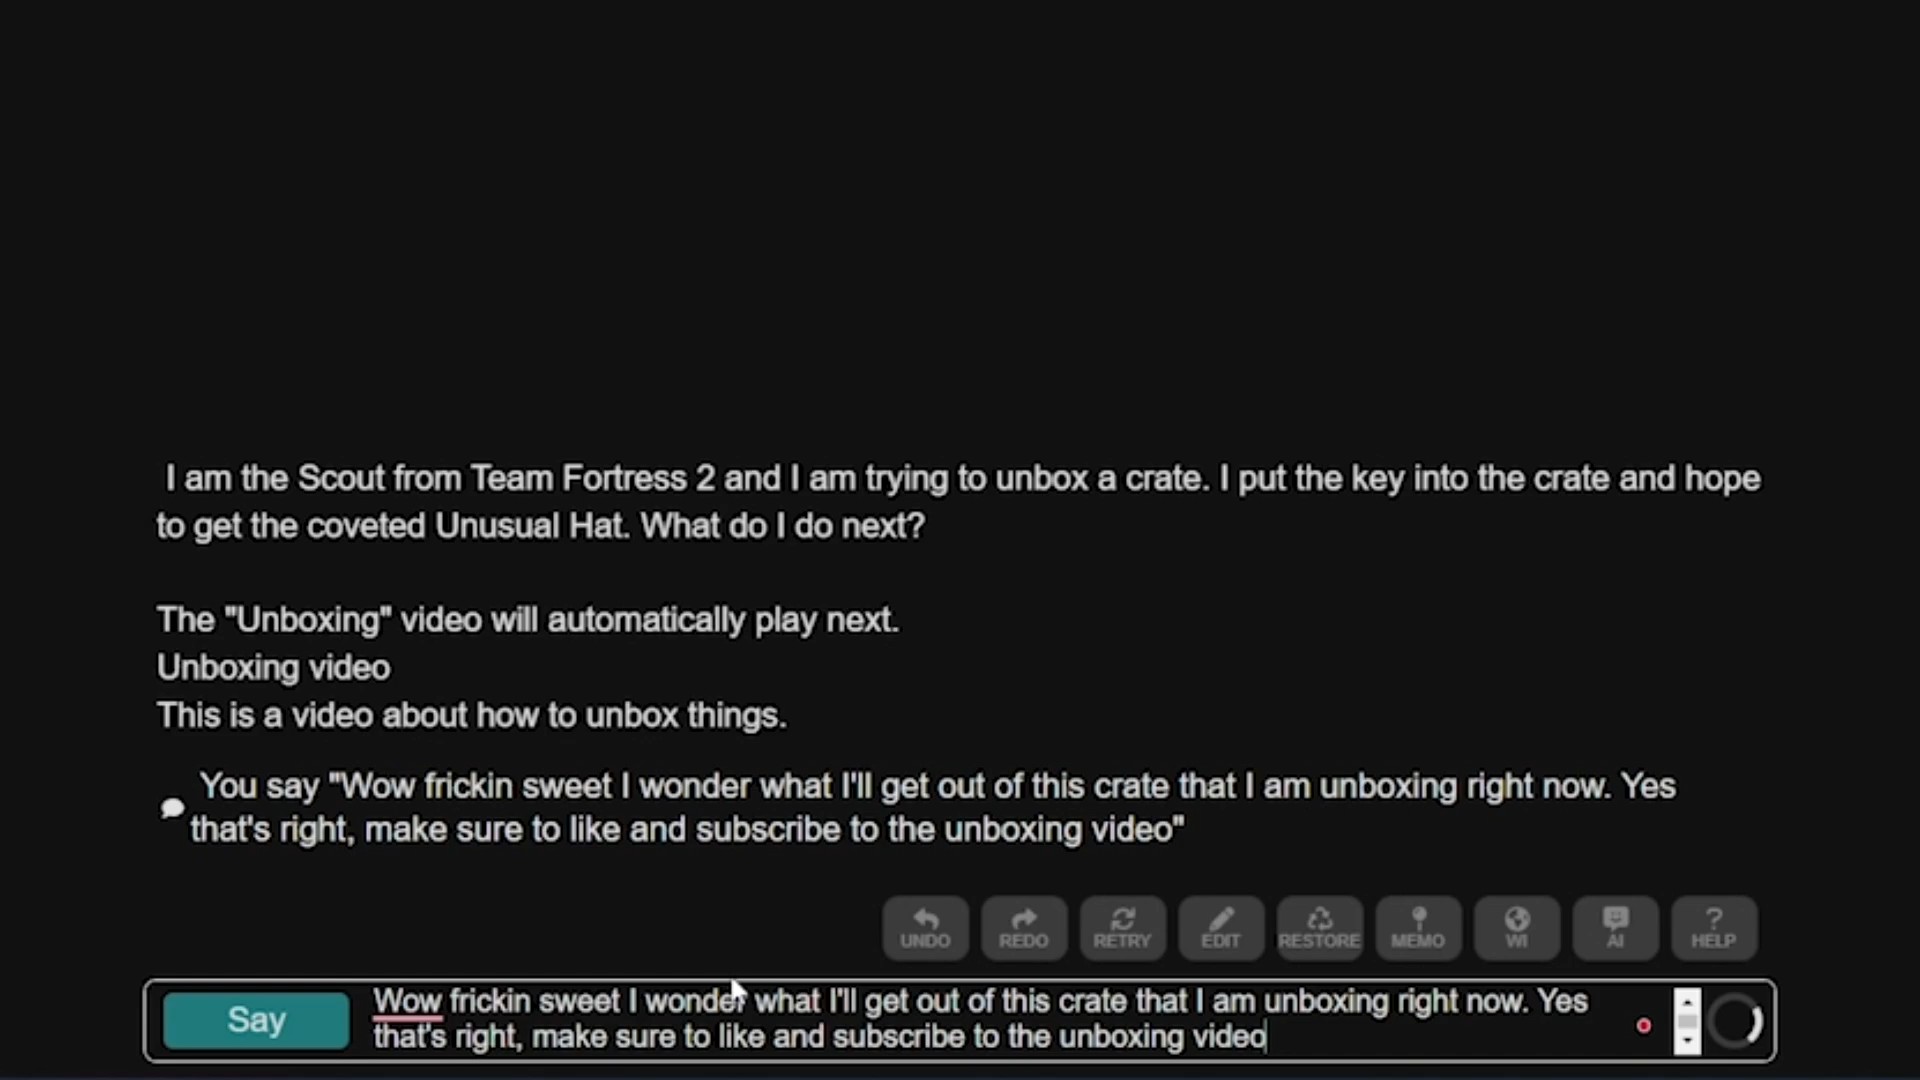 I am the Scout from Team Fortress 2 and I am trying to unbox a crate. I put the key into the crate and hope
to get the coveted Unusual Hat. What do I do next?
The "Unboxing" video will automatically play next.
Unboxing video
This is a video about how to unbox things.
You say "Wow frickin sweet I wonder what I'll get out of this crate that I am unboxing right now. Yes
that's right, make sure to like and subscribe to the unboxing video"
UNDO REDO RETRY EDIT RESTORE MEMO WI AI HELP
Say
Wow frickin sweet I wonder what I'll get out of this crate that I am unboxing right now. Yes
that's right, make sure to like and subscribe to the unboxing video